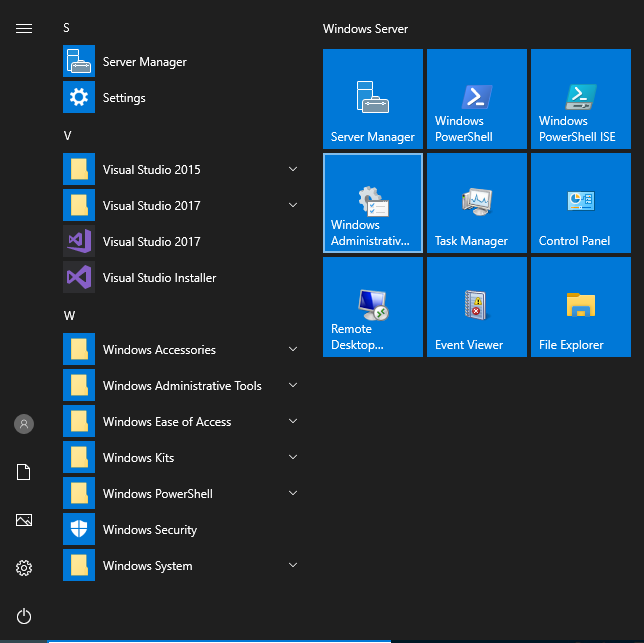 S
Server Manager
Settings
V
Visual Studio 2015
Visual Studio 2017
Visual Studio 2017
Visual Studio Installer
W
Windows Accessories
Windows Administrative Tools
Windows Ease of Access
Windows Kits
Windows PowerShell
Windows Security
Windows System
Windows Server
Server Manager
Windows
PowerShell
Windows
PowerShell ISE
Windows
Administrativ...
Task Manager
Control Panel
Remote
Desktop...
Event Viewer
File Explorer